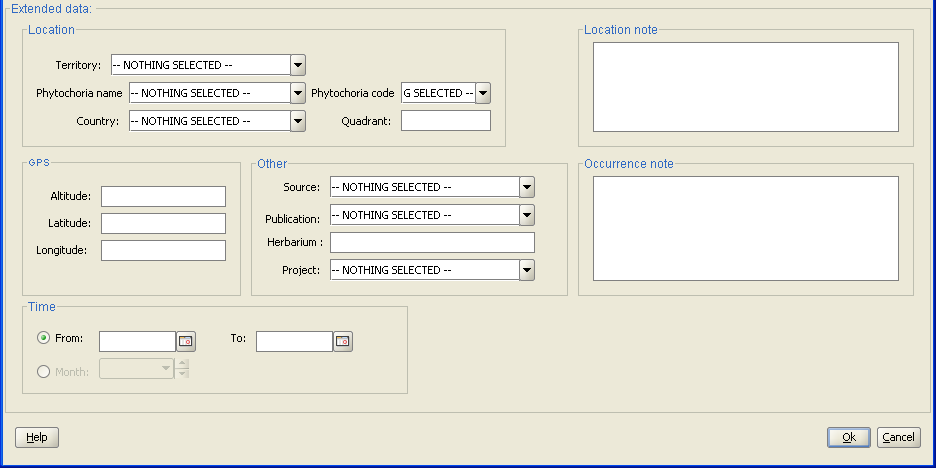 Extended data:
Location
Territory: -- NOTHING SELECTED --
Phytochoria name -- NOTHING SELECTED -- Phytochoria code G SELECTED --
Country: -- NOTHING SELECTED -- Quadrant:
Location note
GPS
Altitude:
Latitude:
Longitude:
Other
Source: -- NOTHING SELECTED --
Publication: -- NOTHING SELECTED --
Herbarium :
Project: -- NOTHING SELECTED --
Occurrence note
Time
From: To:
Month:
Help Ok Cancel